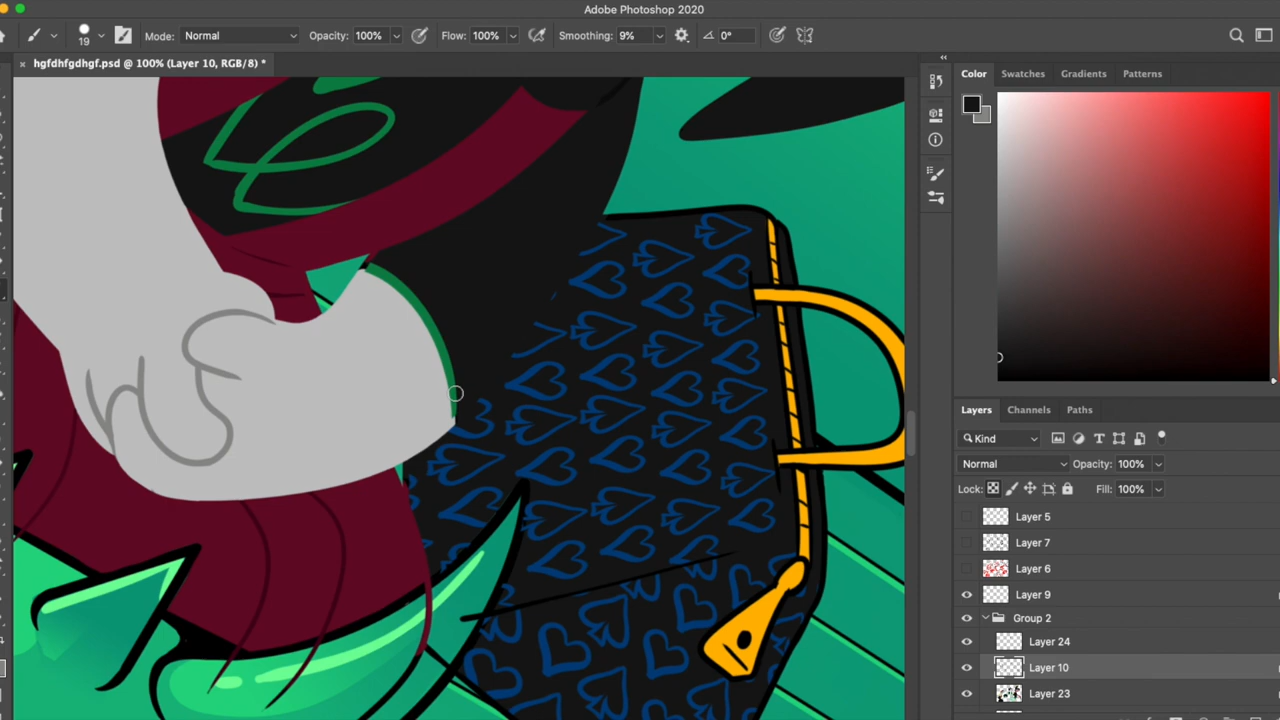 Adobe Photoshop 2020
19 Mode: Normal Opacity: 100% Flow: 100% Smoothing: 9% 0°
× hgfdhfgdhgf.psd @ 100% (Layer 10, RGB/8) *
Color Swatches Gradients Patterns
Layers Channels Paths
Kind
Normal Opacity: 100%
Lock: Fill: 100%
Layer 5
Layer 7
Layer 6
Layer 9
Group 2
Layer 24
Layer 10
Layer 23